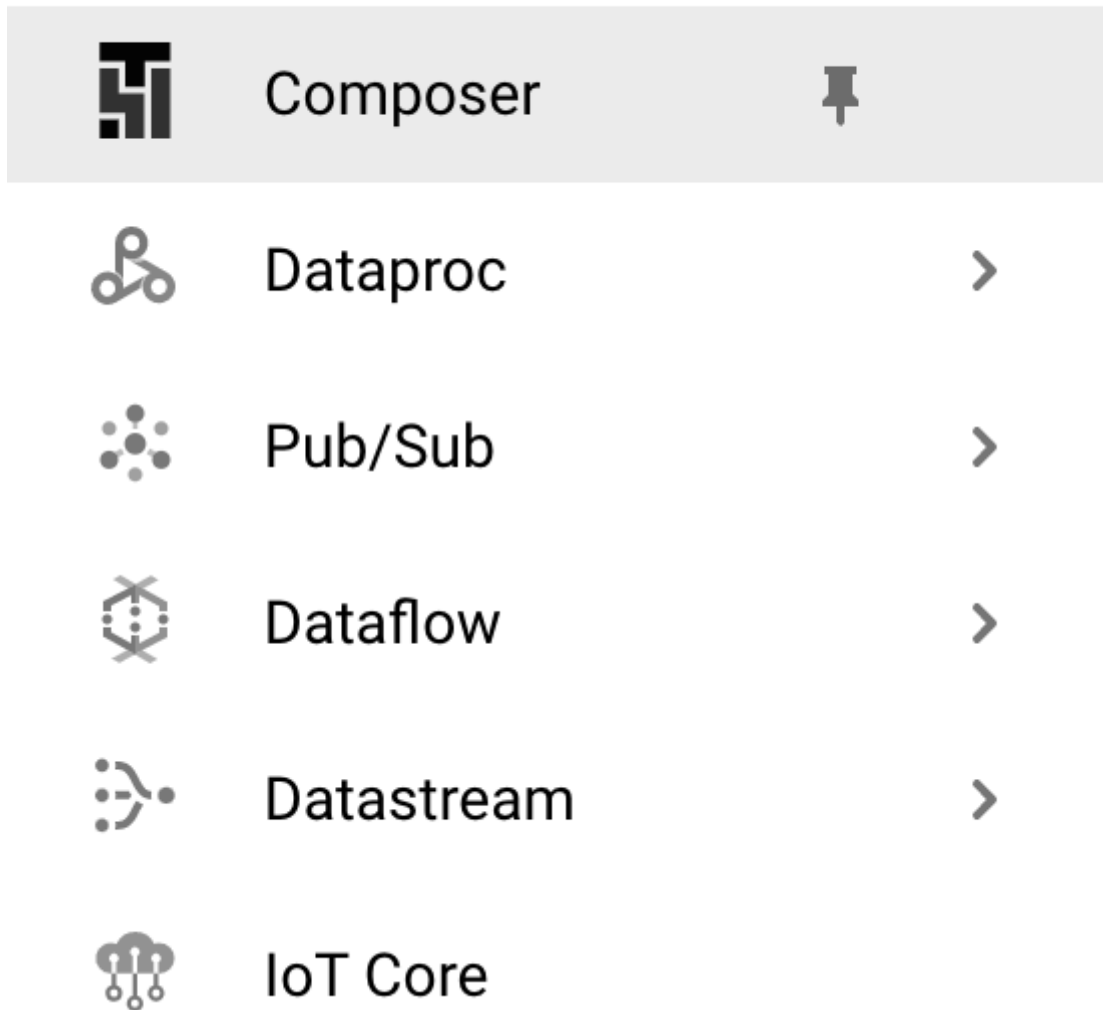 Composer
Dataproc
Pub/Sub
Dataflow
Datastream
IoT Core